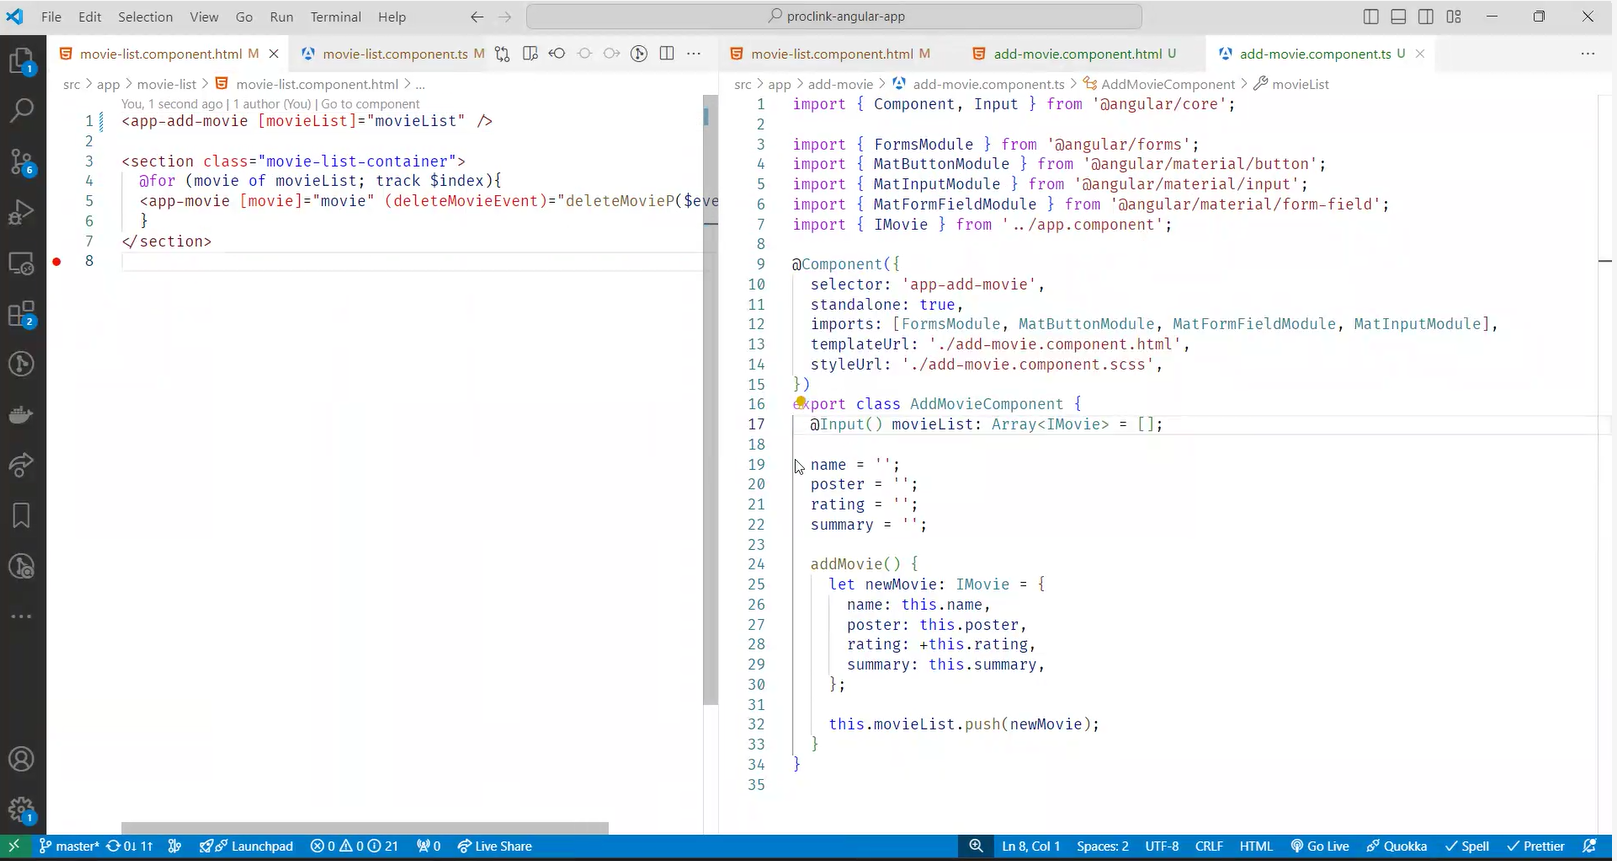 File Edit Selection View Go Run Terminal Help proclink-angular-app
movie-list.component.html M movie-list.component.ts M
src > app > movie-list > movie-list.component.html > ...
You, 1 second ago | 1 author (You) | Go to component
1 <app-add-movie [movieList]="movieList" />
2
3 <section class="movie-list-container">
4 @for (movie of movieList; track $index){
5 <app-movie [movie]="movie" (deleteMovieEvent)="deleteMovieP($eve
6 }
7 </section>
8
movie-list.component.html M add-movie.component.html U add-movie.component.ts U
src > app > add-movie > add-movie.component.ts > AddMovieComponent > movieList
1 import { Component, Input } from '@angular/core';
2
3 import { FormsModule } from '@angular/forms';
4 import { MatButtonModule } from '@angular/material/button';
5 import { MatInputModule } from '@angular/material/input';
6 import { MatFormFieldModule } from '@angular/material/form-field';
7 import { IMovie } from '../app.component';
8
9 @Component({
10 selector: 'app-add-movie',
11 standalone: true,
12 imports: [FormsModule, MatButtonModule, MatFormFieldModule, MatInputModule],
13 templateUrl: './add-movie.component.html',
14 styleUrl: './add-movie.component.scss',
15 })
16 export class AddMovieComponent {
17 @Input() movieList: Array<IMovie> = [];
18
19 name = '';
20 poster = '';
21 rating = '';
22 summary = '';
23
24 addMovie() {
25 let newMovie: IMovie = {
26 name: this.name,
27 poster: this.poster,
28 rating: +this.rating,
29 summary: this.summary,
30 };
31
32 this.movieList.push(newMovie);
33 }
34 }
35
1
6
2
1
master* 0↓ 1↑ Launchpad 0 0 21 0 Live Share Ln 8, Col 1 Spaces: 2 UTF-8 CRLF HTML Go Live Quokka Spell Prettier